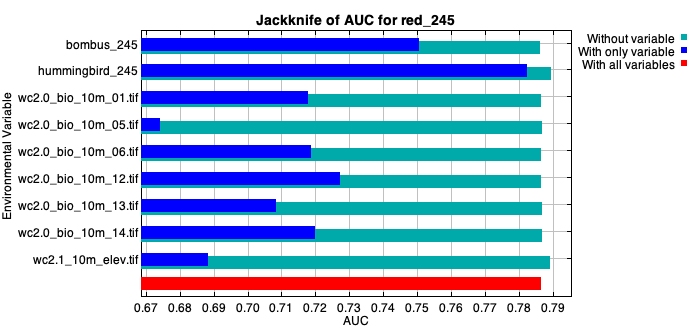 Jackknife of AUC for red_245
Without variable
With only variable
With all variables
Environmental Variable
bombus_245
hummingbird_245
wc2.0_bio_10m_01.tif
wc2.0_bio_10m_05.tif
wc2.0_bio_10m_06.tif
wc2.0_bio_10m_12.tif
wc2.0_bio_10m_13.tif
wc2.0_bio_10m_14.tif
wc2.1_10m_elev.tif
0.67 0.68 0.69 0.70 0.71 0.72 0.73 0.74 0.75 0.76 0.77 0.78 0.79
AUC